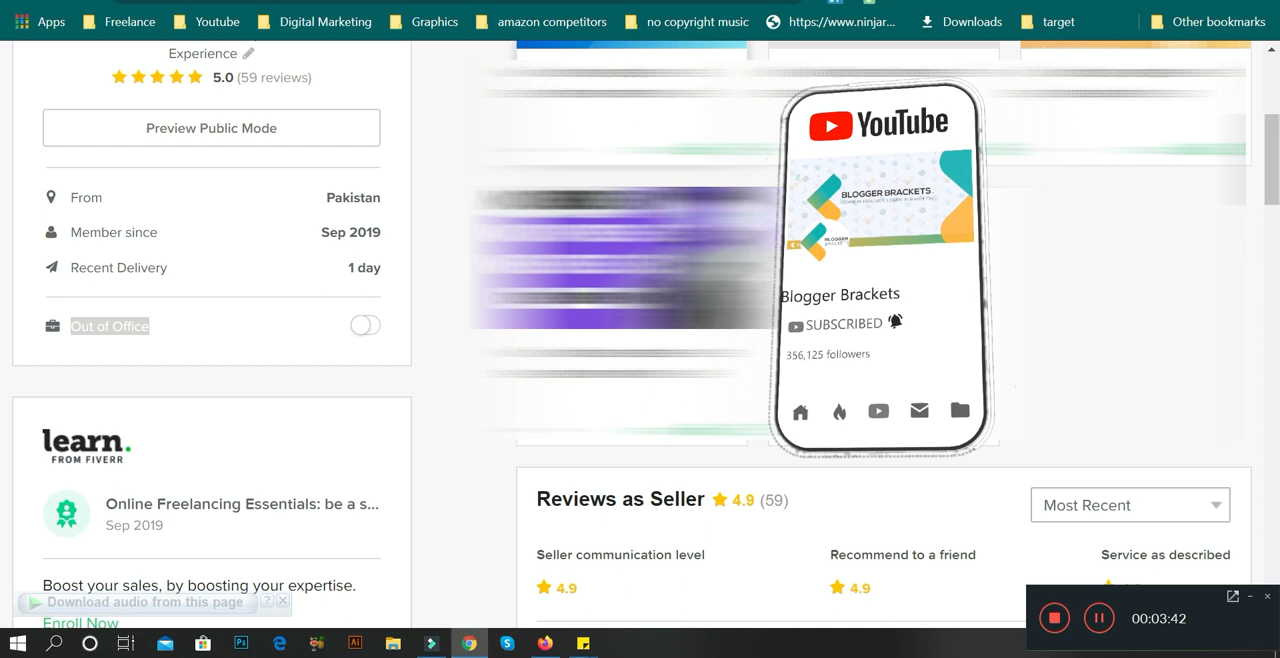 Apps Freelance Youtube Digital Marketing Graphics amazon competitors no copyright music https://www.ninjar... Downloads target Other bookmarks
Experience
5.0 (59 reviews)
Preview Public Mode
From Pakistan
Member since Sep 2019
Recent Delivery 1 day
Out of Office
learn.
FROM FIVERR
Online Freelancing Essentials: be a s...
Sep 2019
Boost your sales, by boosting your expertise.
Download audio from this page ?
Enroll Now
YouTube
BLOGGER BRACKETS
BLOGGER
Blogger Brackets
SUBSCRIBED
356,125 followers
Reviews as Seller 4.9 (59)
Most Recent
Seller communication level Recommend to a friend Service as described
4.9 4.9
00:03:42